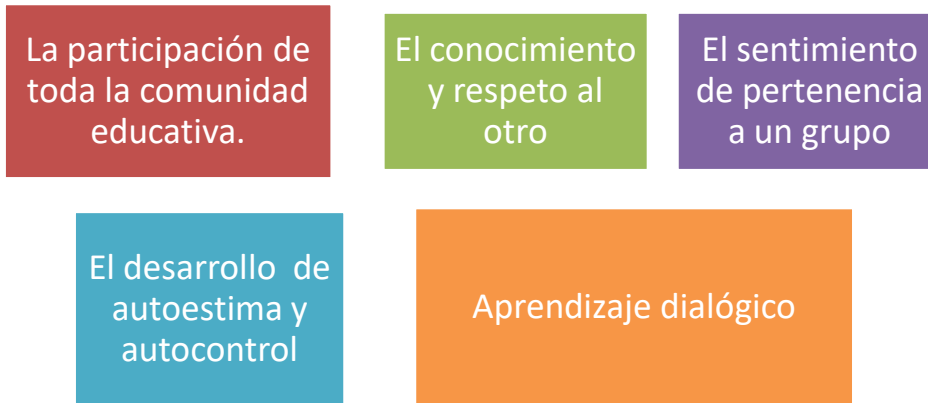 La participación de
toda la comunidad
educativa.
El conocimiento
y respeto al
otro
El sentimiento
de pertenencia
a un grupo
El desarrollo  de
autoestima y
autocontrol
Aprendizaje dialógico